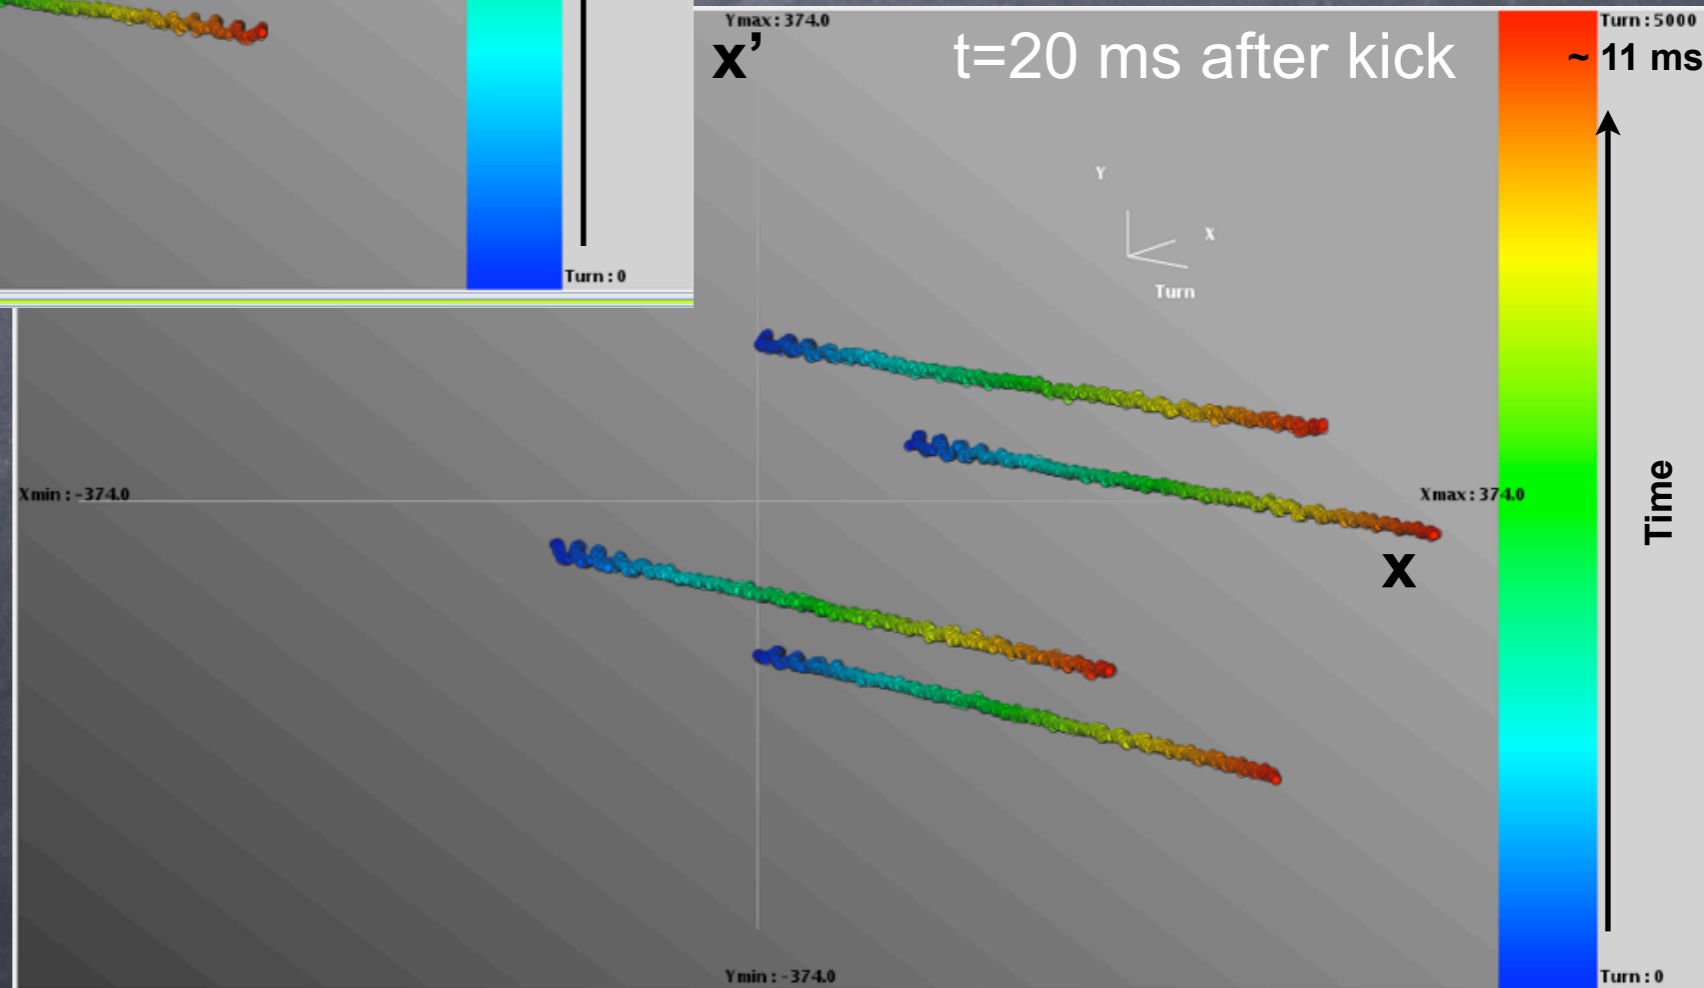 Turn : 0
Ymax : 374.0
x’
t=20 ms after kick
Turn : 5000
~ 11 ms
Y
X
Turn
Xmin : -374.0
Xmax : 374.0
Time
x
Ymin : -374.0
Turn : 0